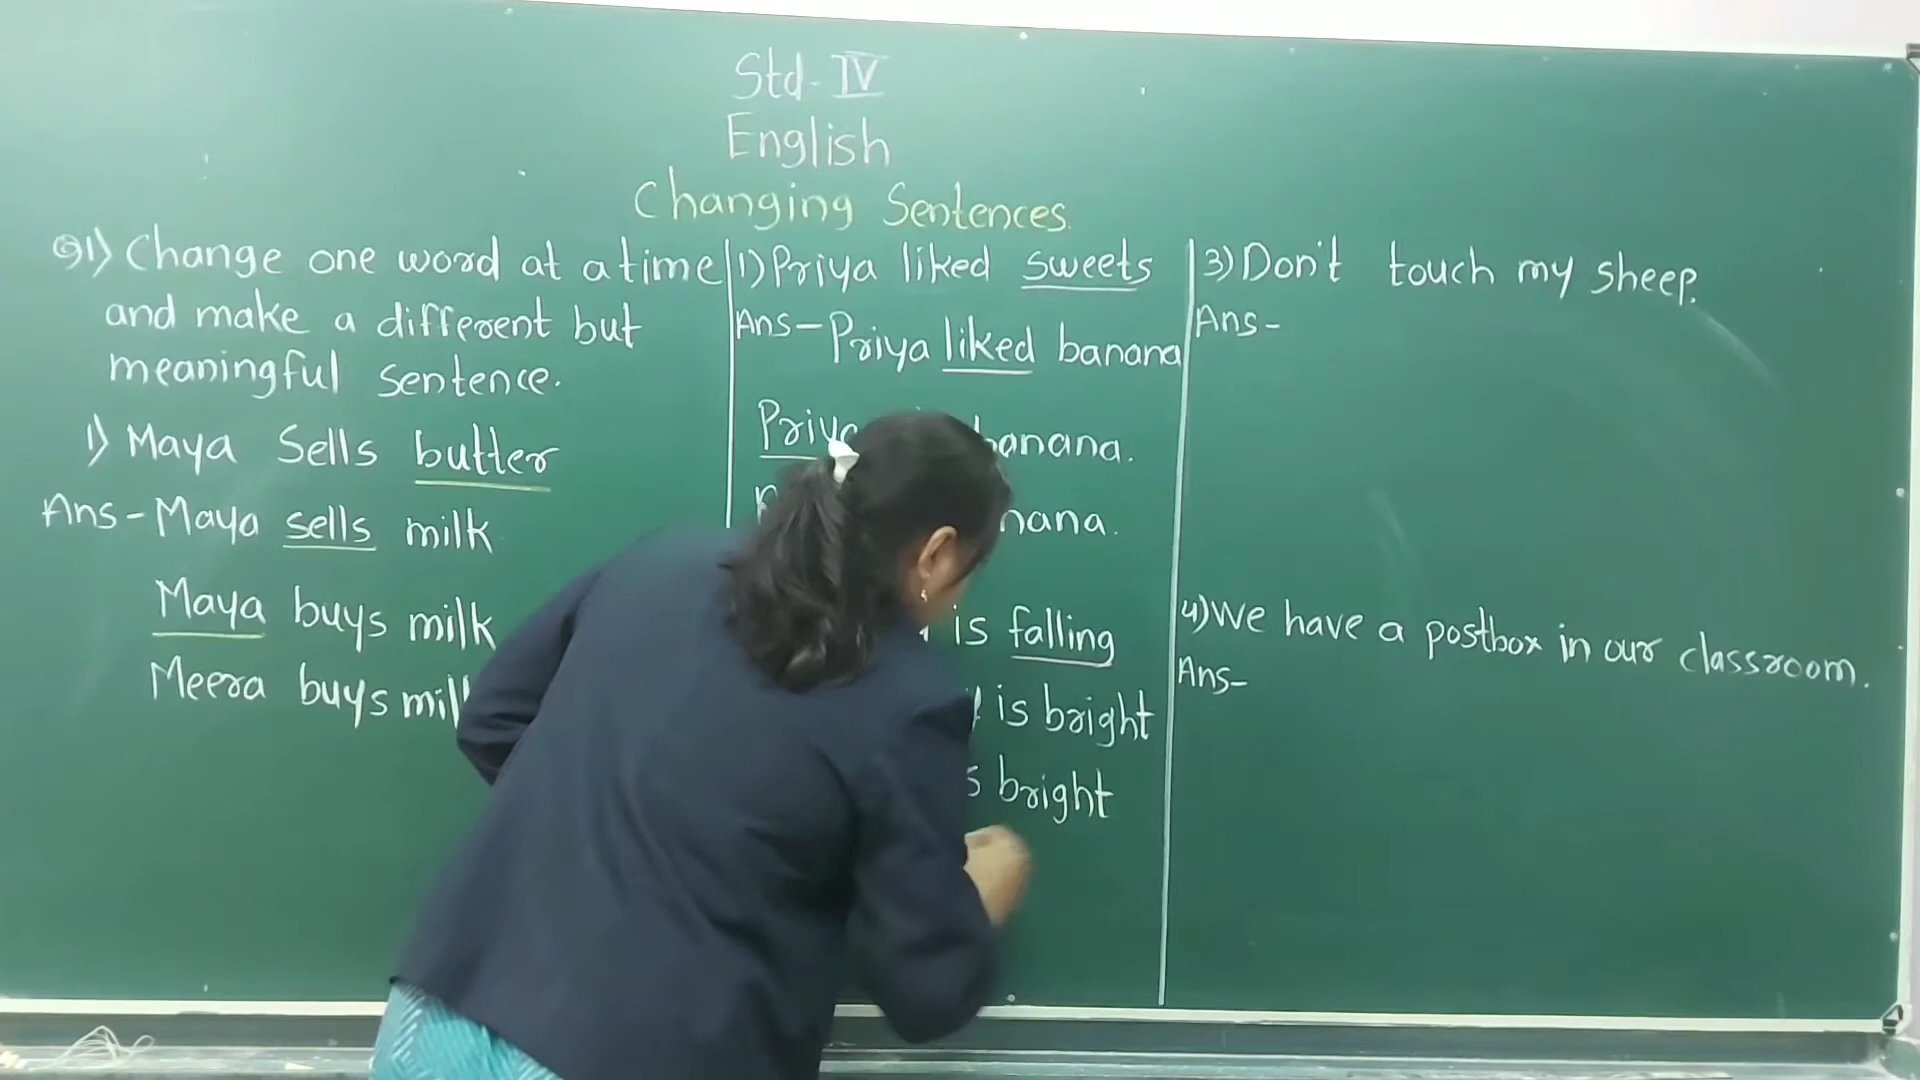 Std-IV
English
Changing Sentences.
Q1) Change one word at a time
and make a different but
meaningful sentence.
1) Maya Sells butter
Ans- Maya sells milk
Maya buys milk
Meera buys
1) Priya liked sweets
Ans- Priya liked banana
banana.
is falling
is bright
bright
3) Don't touch my sheep.
Ans-
4) We have a postbox in our classroom.
Ans-